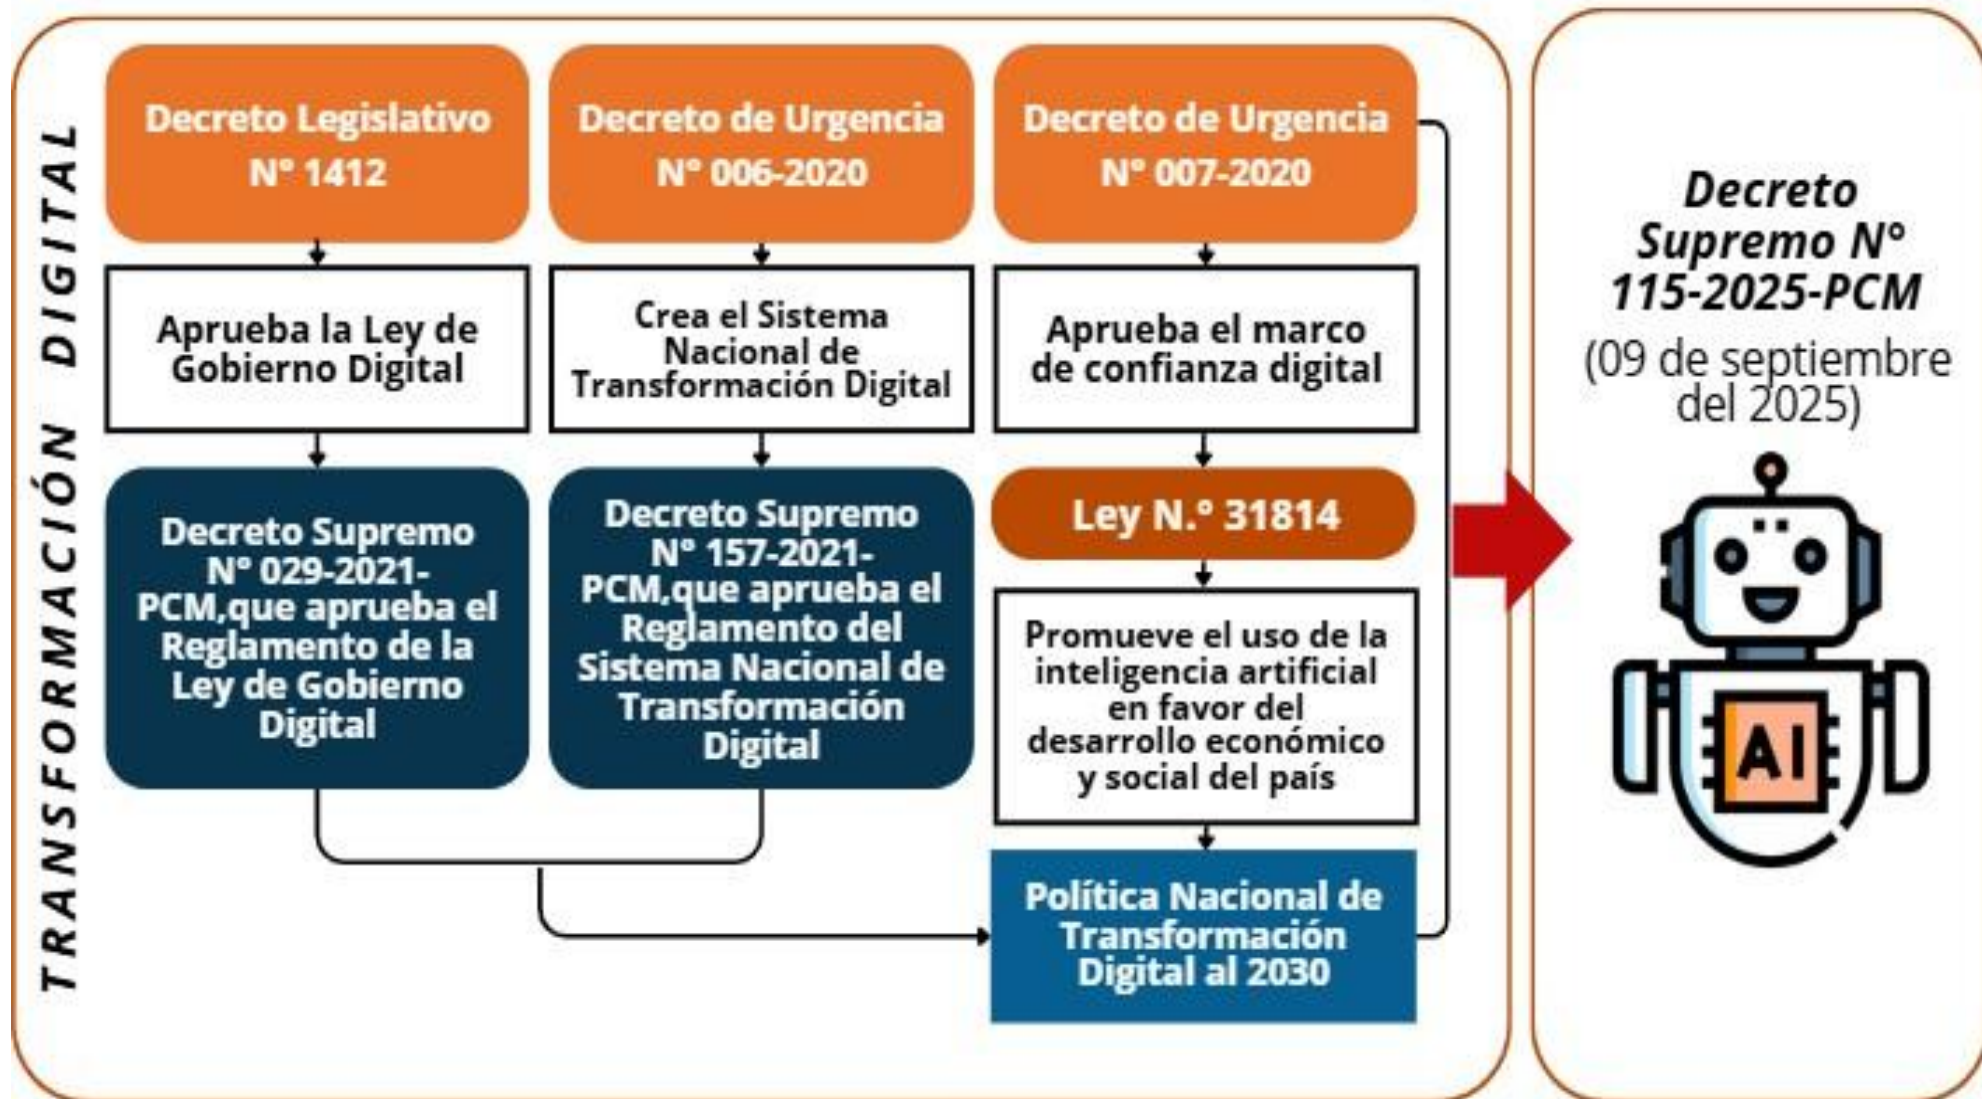 TRANSFORMACIÓN DIGITAL
Decreto Legislativo
N° 1412
Aprueba la Ley de
Gobierno Digital
Decreto Supremo
N° 029-2021-
PCM,que aprueba el
Reglamento de la
Ley de Gobierno
Digital
Decreto de Urgencia
N° 006-2020
Crea el Sistema
Nacional de
Transformación Digital
Decreto Supremo
N° 157-2021-
PCM,que aprueba el
Reglamento del
Sistema Nacional de
Transformación
Digital
Decreto de Urgencia
N° 007-2020
Aprueba el marco
de confianza digital
Ley N.° 31814
Promueve el uso de la
inteligencia artificial
en favor del
desarrollo económico
y social del país
Política Nacional de
Transformación
Digital al 2030
Decreto
Supremo N°
115-2025-PCM
(09 de septiembre
del 2025)
AI